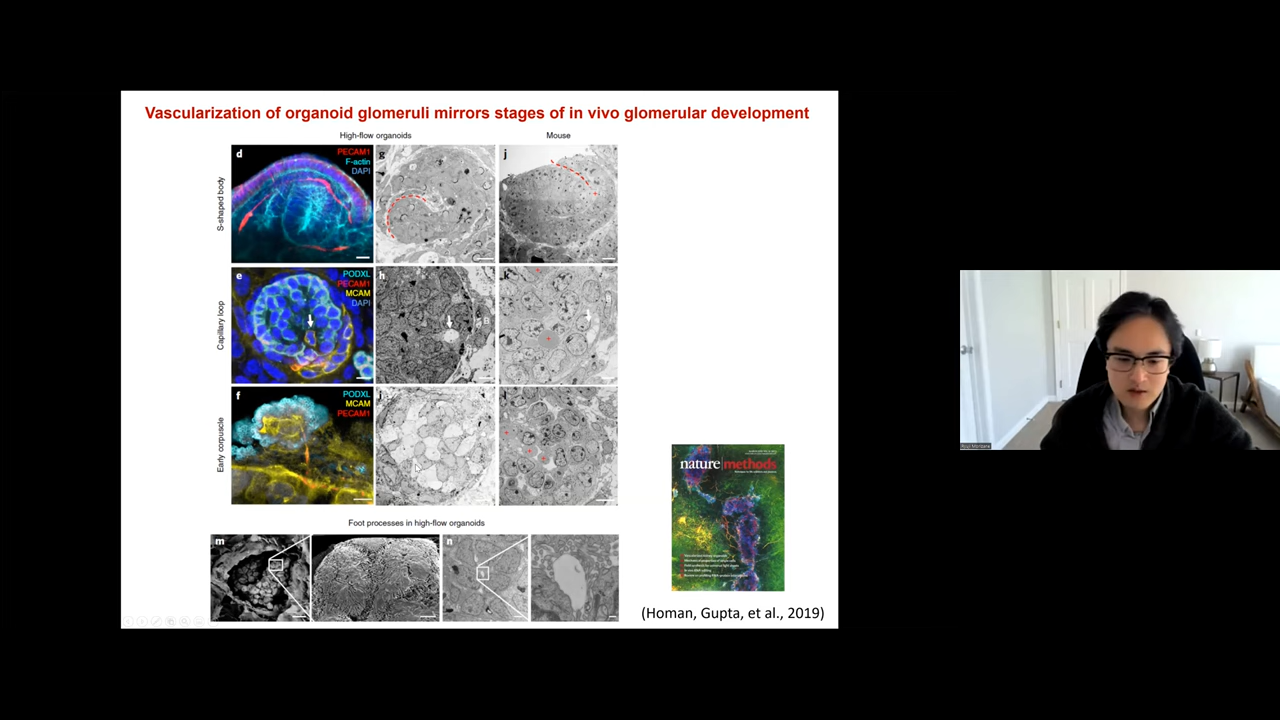 Vascularization of organoid glomeruli mirrors stages of in vivo glomerular development
High-flow organoids
Mouse
S-shaped body
d
PECAM1
F-actin
DAPI
g
j
Capillary loop
e
PODXL
PECAM1
MCAM
DAPI
h
B
k
Early corpuscle
f
PODXL
MCAM
PECAM1
i
Foot processes in high-flow organoids
m
n
nature methods
(Homan, Gupta, et al., 2019)